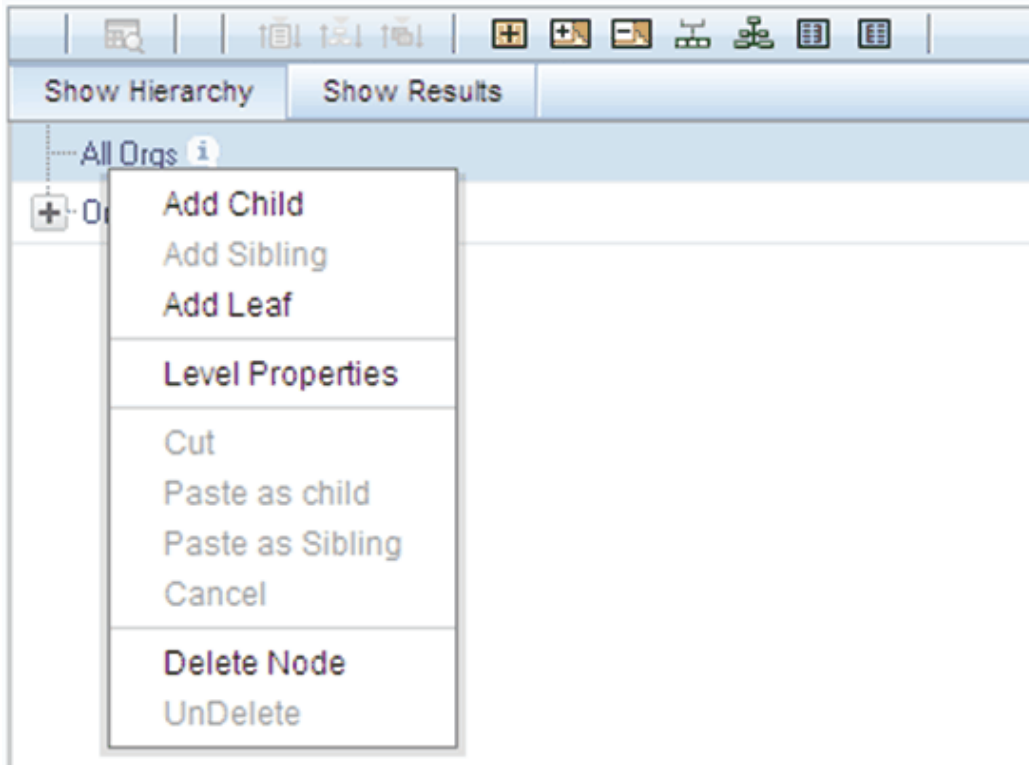 Show Hierarchy Show Results
All Orgs
Add Child
Add Sibling
Add Leaf
Level Properties
Cut
Paste as child
Paste as Sibling
Cancel
Delete Node
UnDelete